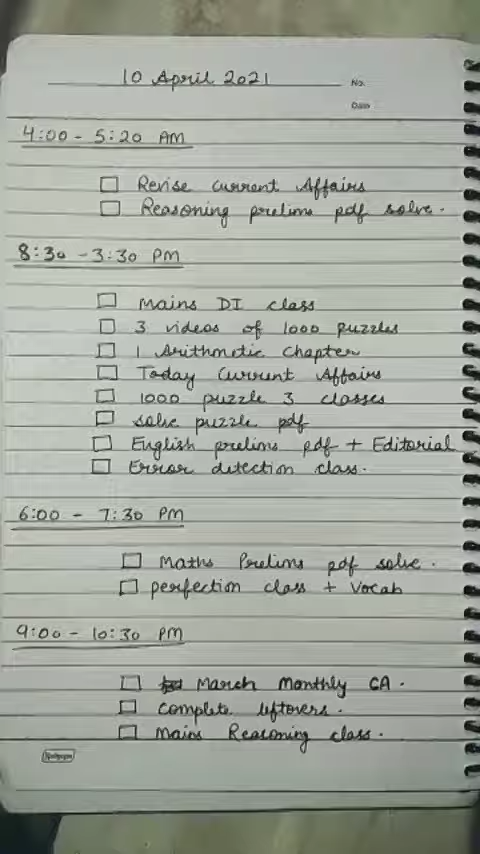 10 April 2021
No.
Date
4:00 - 5:20 AM
Revise current Affairs
Reasoning prelims pdf solve.
8:30 - 3:30 PM
Mains DI class
3 videos of 1000 puzzles
1 Arithmetic chapter
Today Current Affairs
1000 puzzle 3 classes
solve puzzle pdf
English prelims pdf + Editorial
Error detection class.
6:00 - 7:30 PM
Maths Prelims pdf solve.
perfection class + Vocab
9:00 - 10:30 PM
March Monthly CA.
complete leftovers.
Mains Reasoning class.